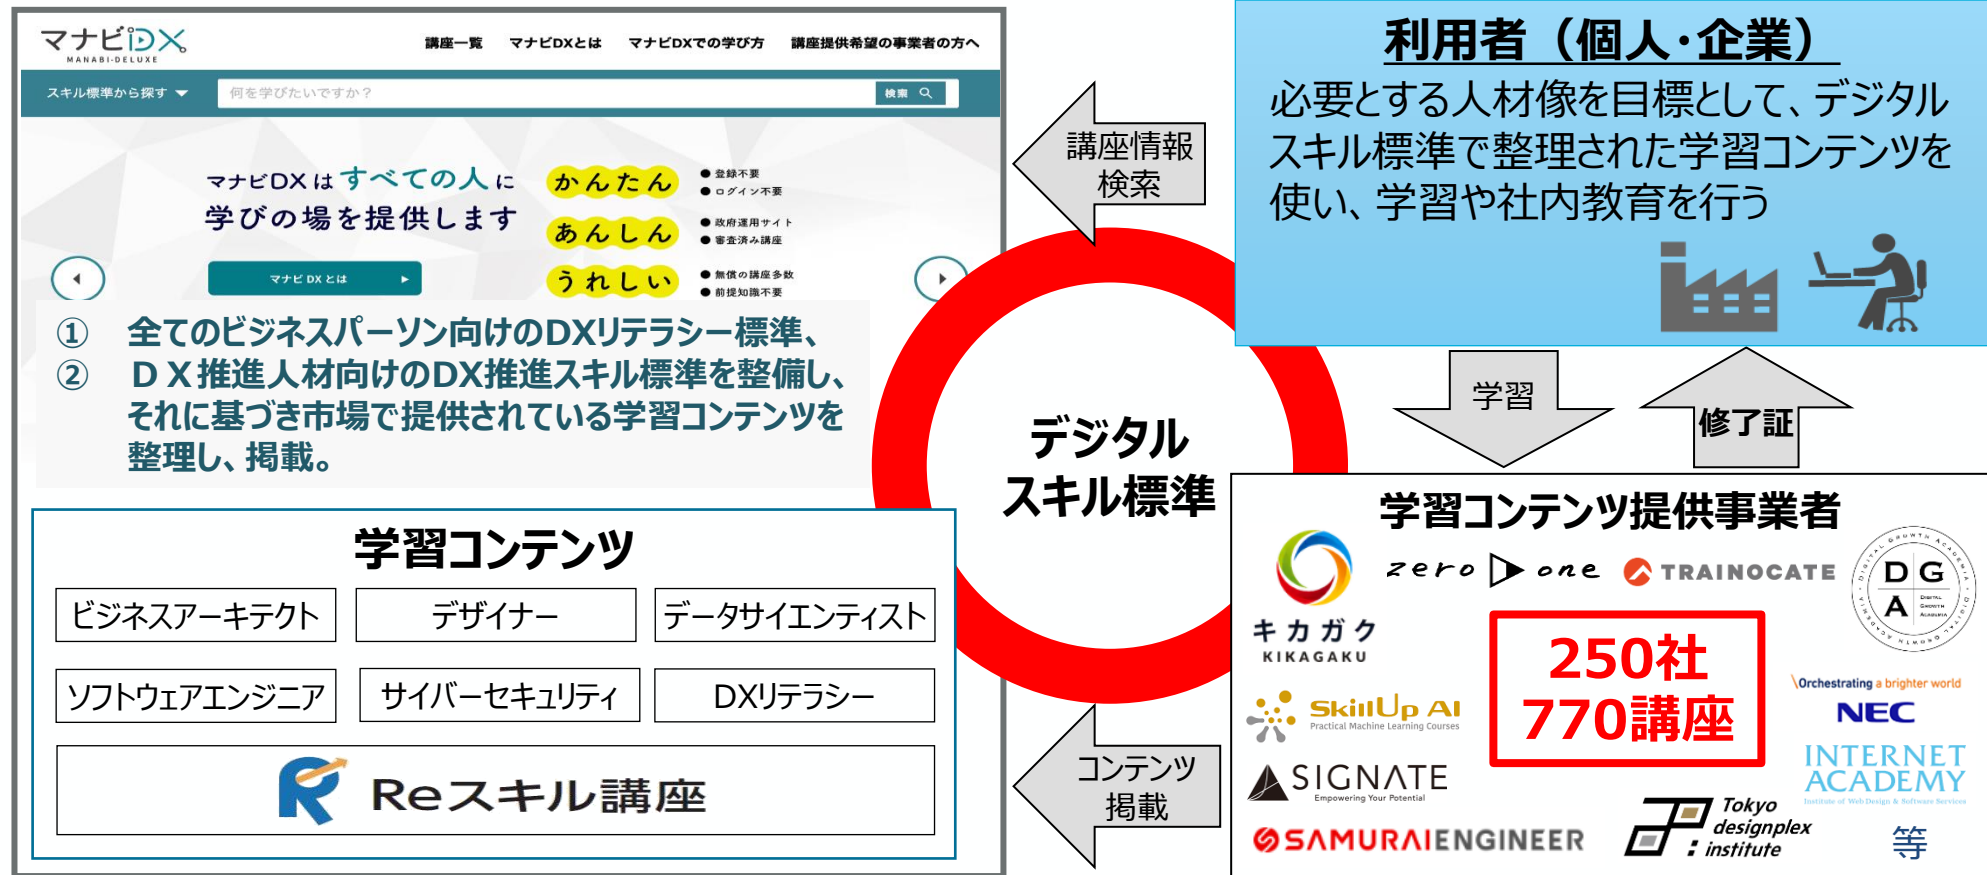 マナビDX
MANABI-DELUXE
講座一覧 マナビDXとは マナビDXでの学び方 講座提供希望の事業者の方へ
スキル標準から探す
何を学びたいですか？
検索
マナビDXはすべての人に
学びの場を提供します
マナビDXとは
かんたん
● 登録不要
● ログイン不要
あんしん
● 政府運用サイト
● 審査済み講座
うれしい
● 無償の講座多数
● 前提知識不要
① 全てのビジネスパーソン向けのDXリテラシー標準、
② ＤＸ推進人材向けのDX推進スキル標準を整備し、
それに基づき市場で提供されている学習コンテンツを
整理し、掲載。
学習コンテンツ
ビジネスアーキテクト
デザイナー
データサイエンティスト
ソフトウェアエンジニア
サイバーセキュリティ
DXリテラシー
Reスキル講座
講座情報
検索
デジタル
スキル標準
コンテンツ
掲載
利用者（個人・企業）
必要とする人材像を目標として、デジタル
スキル標準で整理された学習コンテンツを
使い、学習や社内教育を行う
学習
修了証
学習コンテンツ提供事業者
キカガク
KIKAGAKU
zero one
TRAINOCATE
DIGITAL GROWTH ACADEMIA
DG
A
DIGITAL
GROWTH
ACADEMIA
250社
770講座
SkillUp AI
Practical Machine Learning Courses
\Orchestrating a brighter world
NEC
SIGNATE
Empowering Your Potential
INTERNET
ACADEMY
Institute of Web Design & Software Services
SAMURAIENGINEER
Tokyo
designplex
institute
等